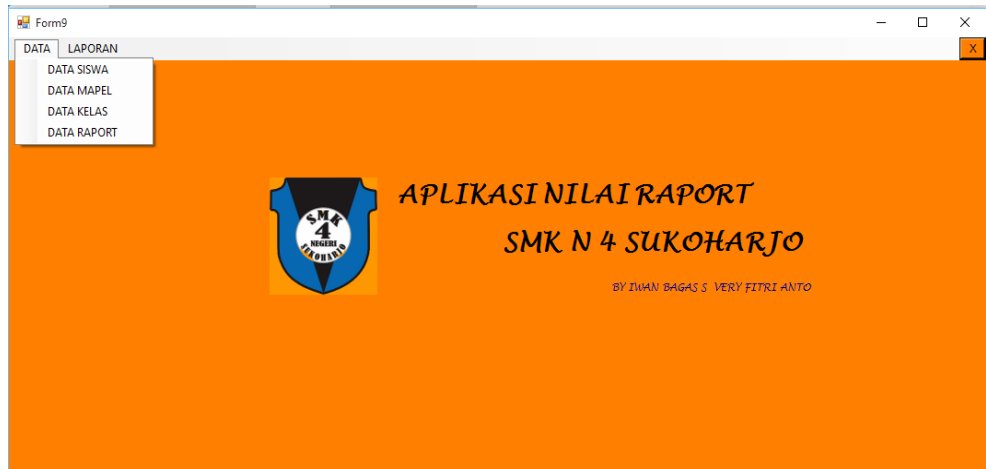 Form9
DATA LAPORAN X
DATA SISWA
DATA MAPEL
DATA KELAS
DATA RAPORT
APLIKASI NILAI RAPORT
SMK N 4 SUKOHARJO
BY IWAN BAGAS S VERY FITRI ANTO
SMK
4
NEGERI
SUKOHARJO